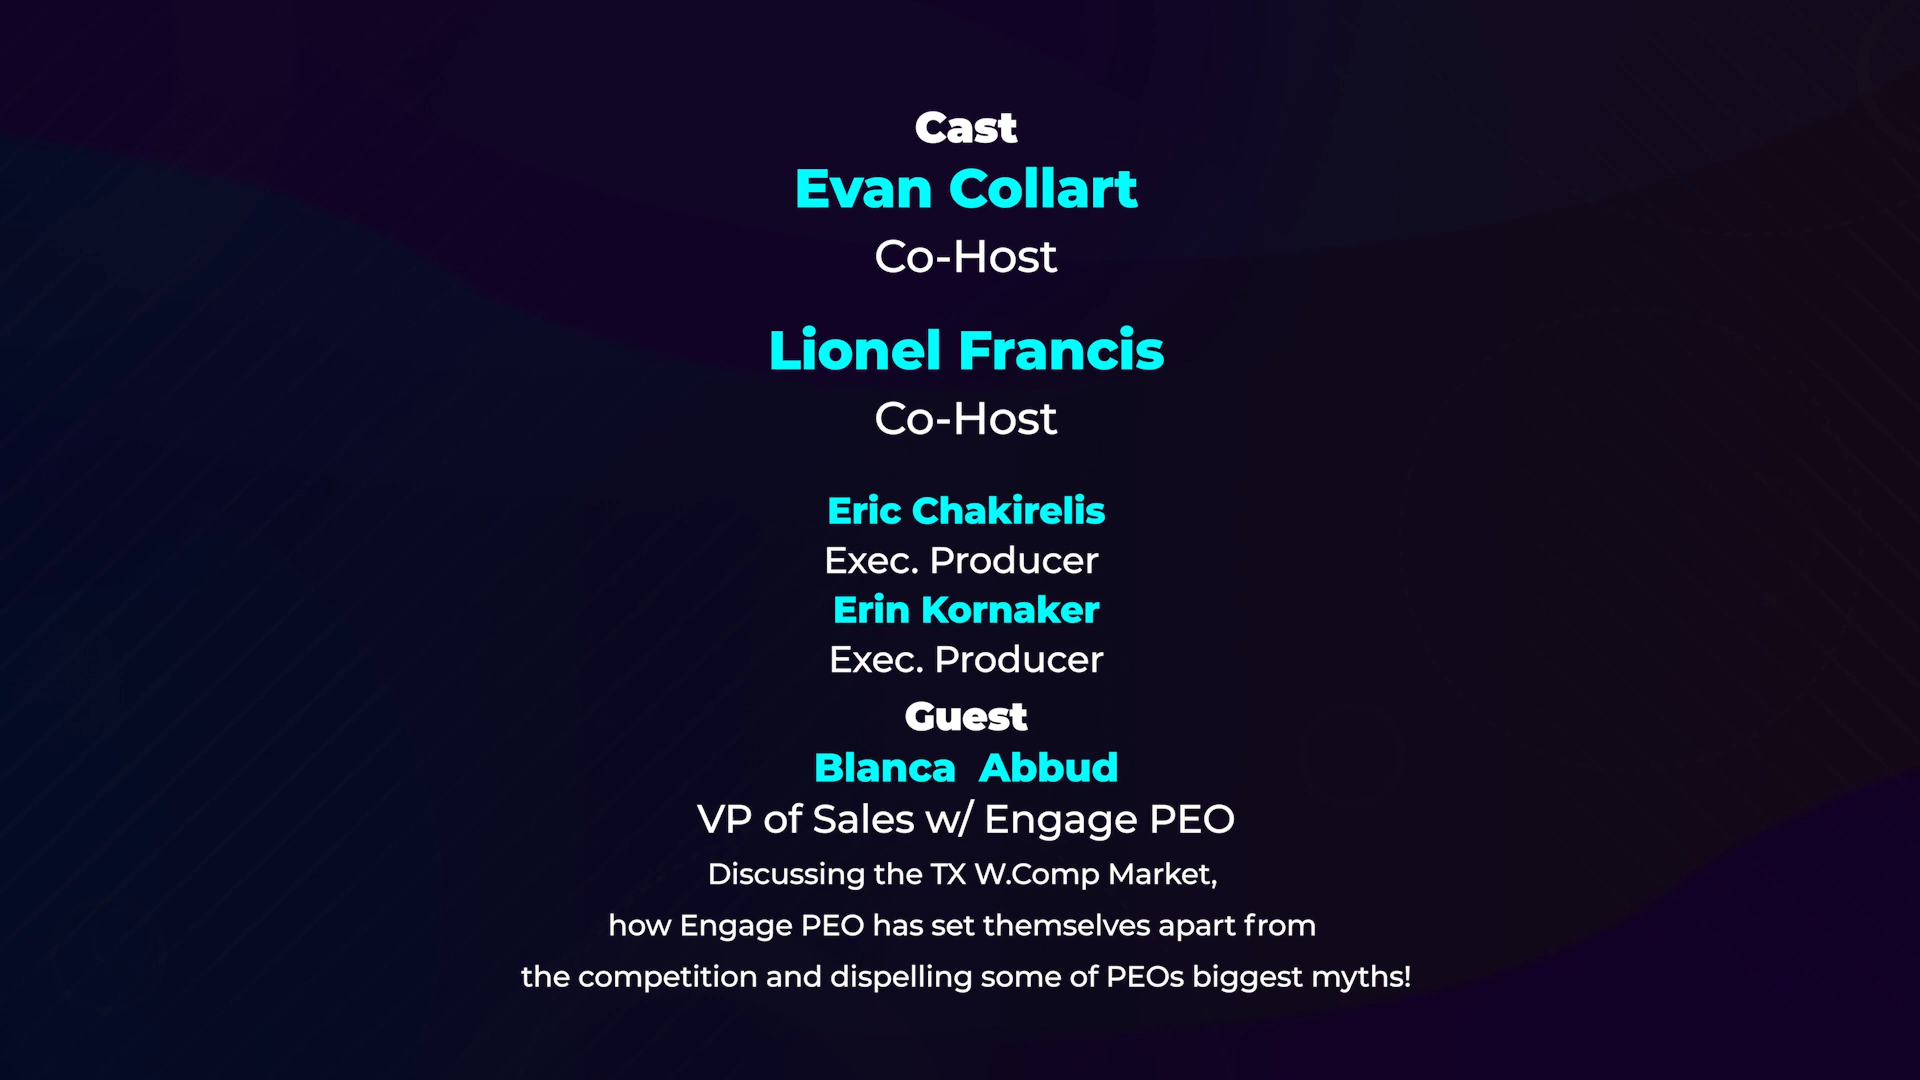 Cast
Evan Collart
Co-Host
Lionel Francis
Co-Host
Eric Chakirelis
Exec. Producer
Erin Kornaker
Exec. Producer
Guest
Blanca  Abbud
VP of Sales w/ Engage PEO
Discussing the TX W.Comp Market,
how Engage PEO has set themselves apart from
the competition and dispelling some of PEOs biggest myths!